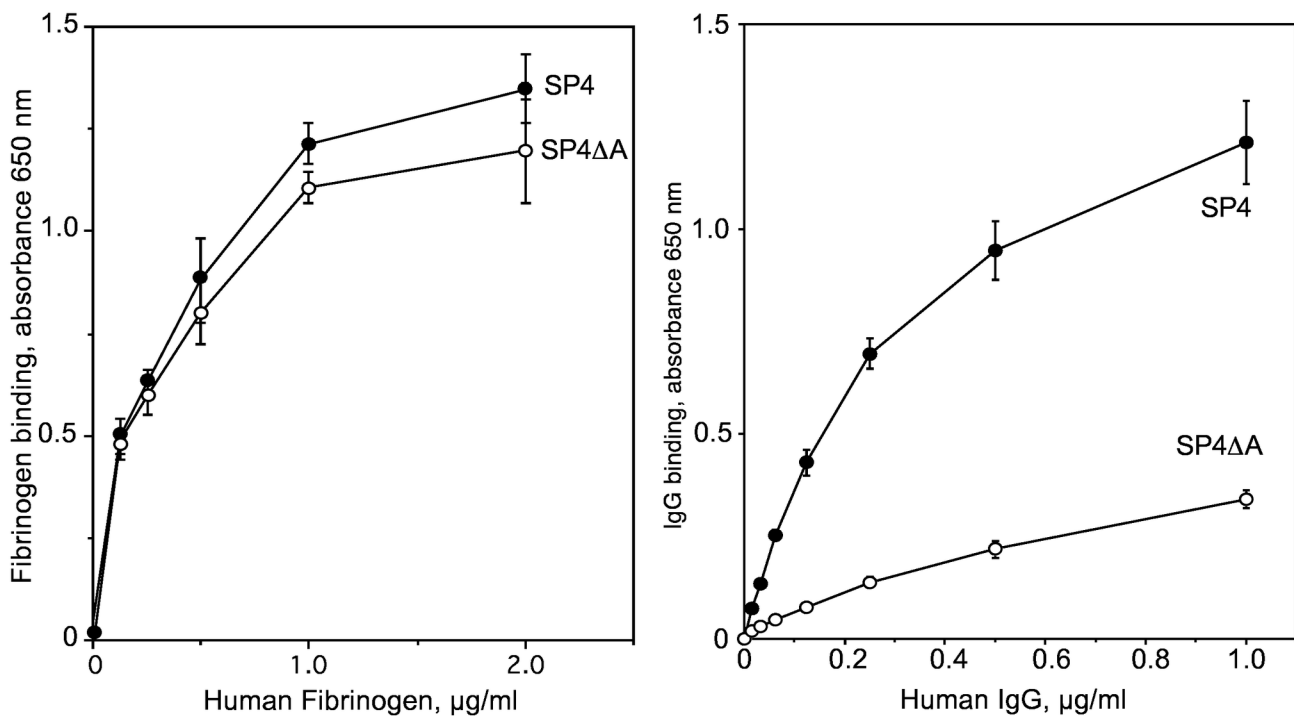 Fibrinogen binding, absorbance 650 nm
1.5
1.0
0.5
0
0
1.0
2.0
SP4
SP4ΔA
Human Fibrinogen, µg/ml
IgG binding, absorbance 650 nm
1.5
1.0
0.5
0
0
0.2
0.4
0.6
0.8
1.0
SP4
SP4ΔA
Human IgG, µg/ml